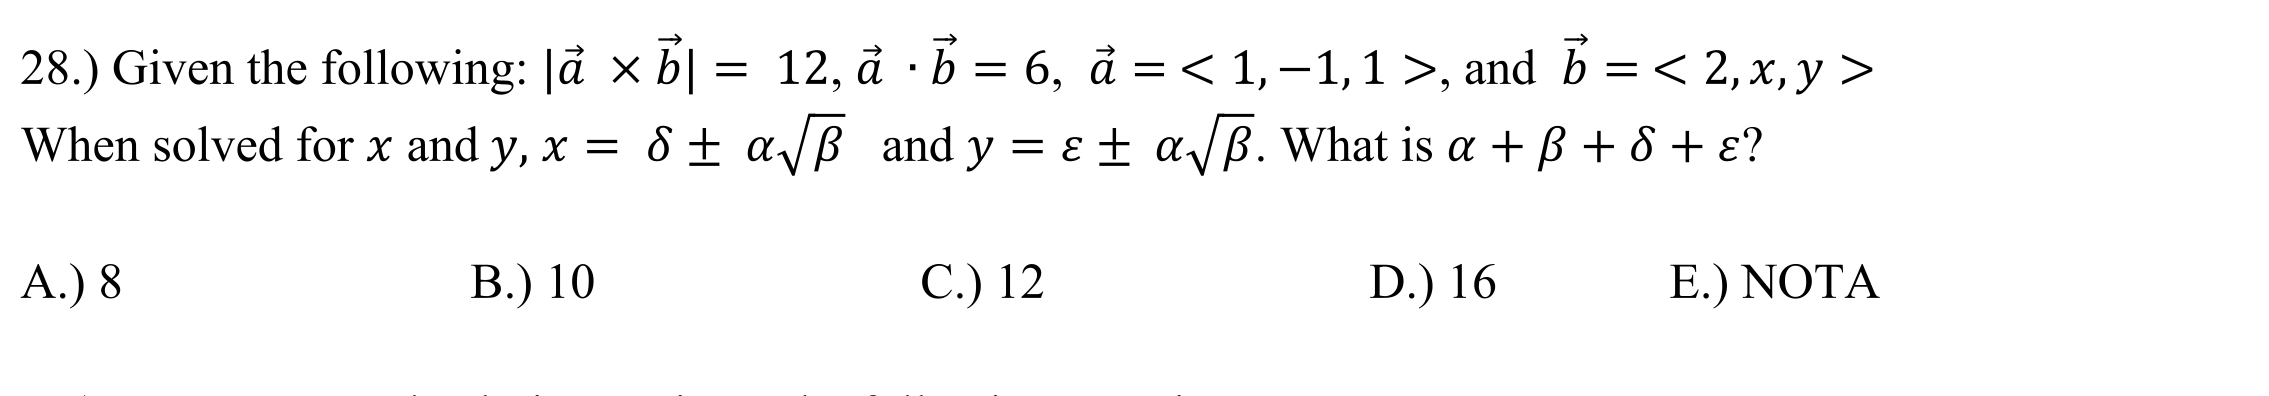 28.) Given the following: |a⃗ × b⃗| = 12, a⃗ · b⃗ = 6, a⃗ = < 1, −1, 1 >, and b⃗ = < 2, x, y >
When solved for x and y, x = δ ± α√β and y = ε ± α√β. What is α + β + δ + ε?
A.) 8 B.) 10 C.) 12 D.) 16 E.) NOTA